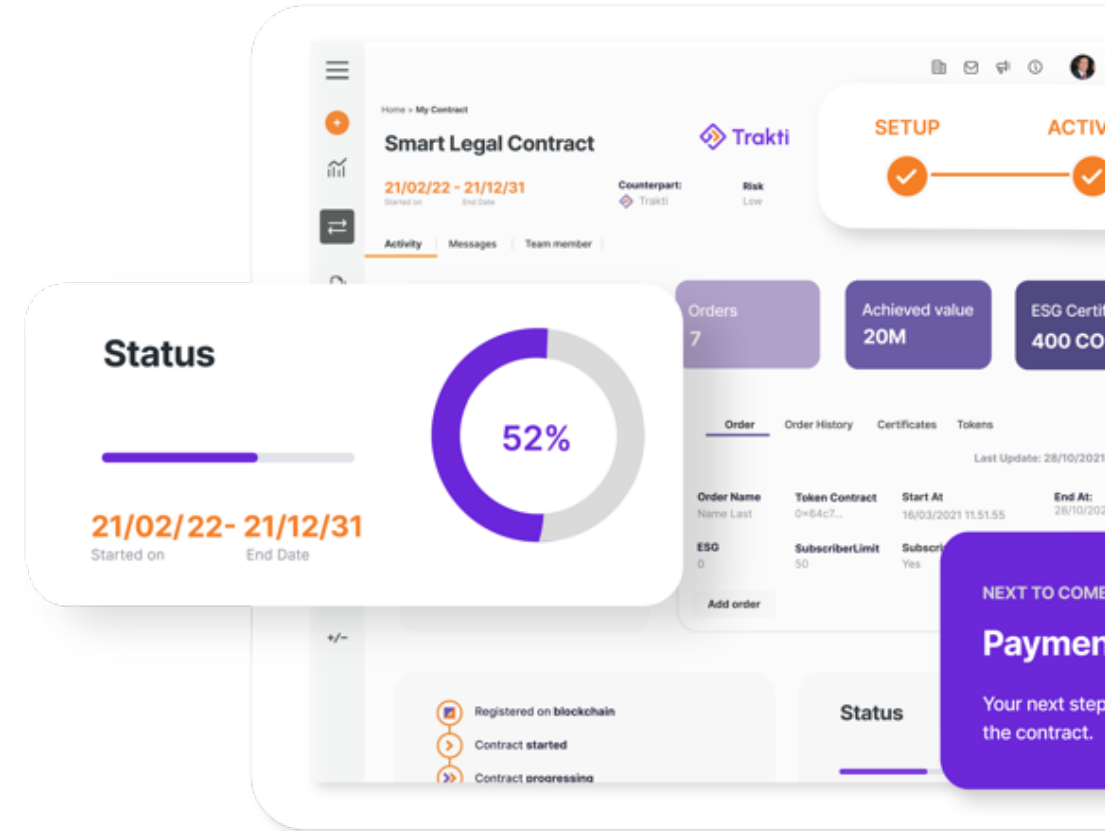 Home > My Contract
Smart Legal Contract
Trakti
21/02/22 - 21/12/31
Started on End Date
Counterpart:
Trakti
Risk
Low
SETUP ACTIV
Activity Messages Team member
Orders
7
Achieved value
20M
ESG Certif
400 CO
Status
52%
21/02/22- 21/12/31
Started on End Date
Order Order History Certificates Tokens
Last Update: 28/10/2021
Order Name Token Contract Start At End At:
Name Last 0x64c7... 16/03/2021 11.51.55 28/10/202
ESG SubscriberLimit Subscri
0 50 Yes
Add order
NEXT TO COME
Paymen
Your next step
the contract.
+/-
Registered on blockchain
Contract started
Contract progressing
Status